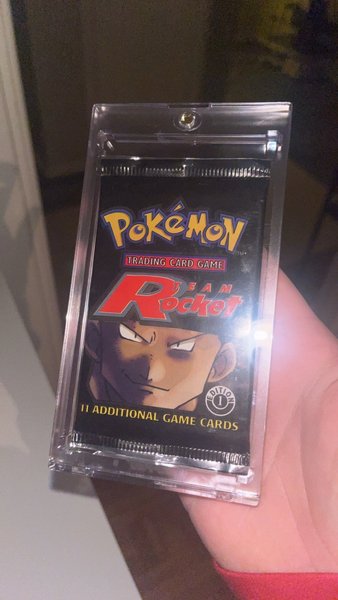 POKéMON
TRADING CARD GAME
TEAM
Rocket
EDITION
1
11 ADDITIONAL GAME CARDS